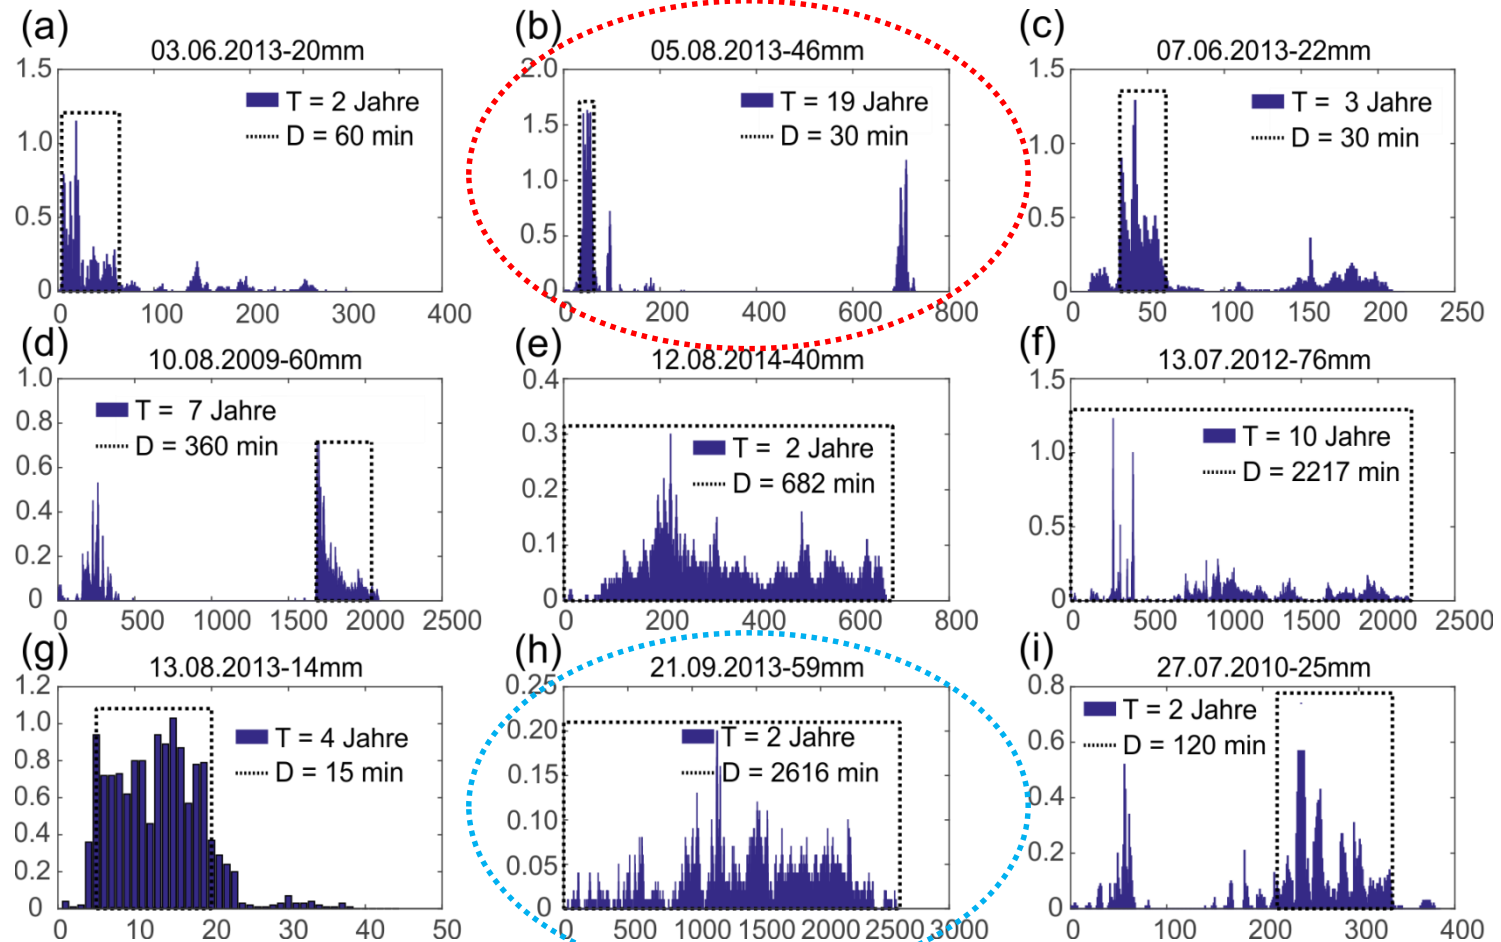 (a)
03.06.2013-20mm
1.5
1.0
0.5
0
T = 2 Jahre
D = 60 min
0 100 200 300 400
(b)
05.08.2013-46mm
2.0
1.5
1.0
0.5
0
T = 19 Jahre
D = 30 min
0 200 400 600 800
(c)
07.06.2013-22mm
1.5
1.0
0.5
0
T = 3 Jahre
D = 30 min
0 50 100 150 200 250
(d)
10.08.2009-60mm
1.0
0.8
0.6
0.4
0.2
0
T = 7 Jahre
D = 360 min
0 500 1000 1500 2000 2500
(e)
12.08.2014-40mm
0.4
0.3
0.2
0.1
0
T = 2 Jahre
D = 682 min
0 200 400 600 800
(f)
13.07.2012-76mm
1.5
1.0
0.5
0
T = 10 Jahre
D = 2217 min
0 500 1000 1500 2000 2500
(g)
13.08.2013-14mm
1.2
1.0
0.8
0.6
0.4
0.2
0
T = 4 Jahre
D = 15 min
0 10 20 30 40 50
(h)
21.09.2013-59mm
0.25
0.20
0.15
0.10
0.05
0
T = 2 Jahre
D = 2616 min
0 500 1000 1500 2000 2500 3000
(i)
27.07.2010-25mm
0.8
0.6
0.4
0.2
0
T = 2 Jahre
D = 120 min
0 100 200 300 400